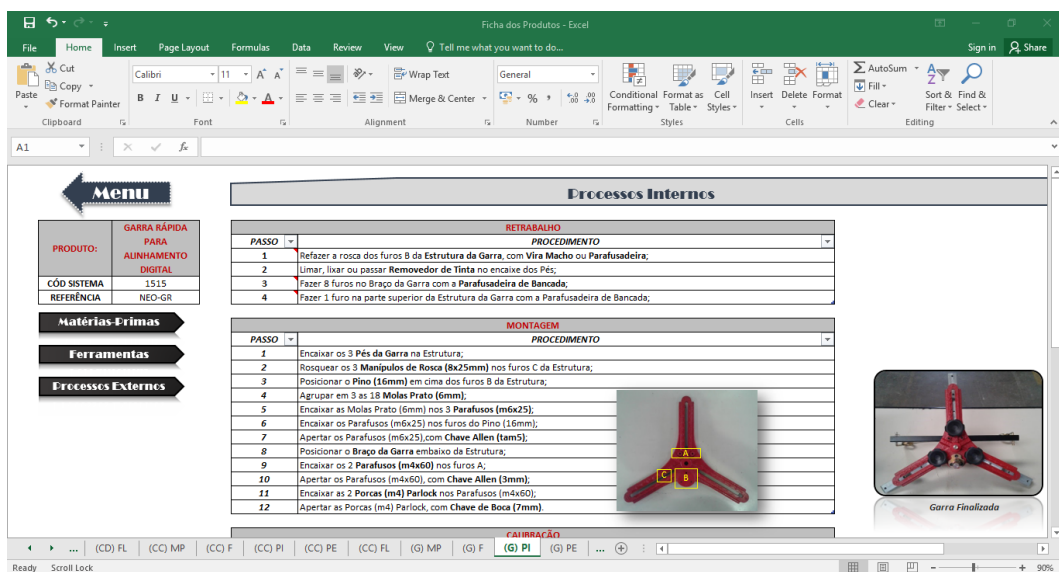 Ficha dos Produtos - Excel
File Home Insert Page Layout Formulas Data Review View Tell me what you want to do... Sign in Share
Paste Cut Copy Format Painter
Calibri 11
B I U
Wrap Text
Merge & Center
General
Conditional Formatting Format as Table Cell Styles
Insert Delete Format
AutoSum Fill Clear
Sort & Filter Find & Select
Clipboard Font Alignment Number Styles Cells Editing
A1 fx
Menu
Processos Internos
PRODUTO: GARRA RÁPIDA PARA ALINHAMENTO DIGITAL
CÓD SISTEMA 1515
REFERÊNCIA NEO-GR
Matérias-Primas
Ferramentas
Processos Externos
RETRABALHO
PASSO PROCEDIMENTO
1 Refazer a rosca dos furos B da Estrutura da Garra, com Vira Macho ou Parafusadeira;
2 Limar, lixar ou passar Removedor de Tinta no encaixe dos Pés;
3 Fazer 8 furos no Braço da Garra com a Parafusadeira de Bancada;
4 Fazer 1 furo na parte superior da Estrutura da Garra com a Parafusadeira de Bancada;
MONTAGEM
PASSO PROCEDIMENTO
1 Encaixar os 3 Pés da Garra na Estrutura;
2 Rosquear os 3 Manípulos de Rosca (8x25mm) nos furos C da Estrutura;
3 Posicionar o Pino (16mm) em cima dos furos B da Estrutura;
4 Agrupar em 3 as 18 Molas Prato (6mm);
5 Encaixar as Molas Prato (6mm) nos 3 Parafusos (m6x25);
6 Encaixar os Parafusos (m6x25) nos furos do Pino (16mm);
7 Apertar os Parafusos (m6x25),com Chave Allen (tam5);
8 Posicionar o Braço da Garra embaixo da Estrutura;
9 Encaixar os 2 Parafusos (m4x60) nos furos A;
10 Apertar os Parafusos (m4x60), com Chave Allen (3mm);
11 Encaixar as 2 Porcas (m4) Parlock nos Parafusos (m4x60);
12 Apertar as Porcas (m4) Parlock, com Chave de Boca (7mm).
A
C B
Garra Finalizada
CALIBRAÇÃO
... (CD) FL (CC) MP (CC) F (CC) PI (CC) PE (CC) FL (G) MP (G) F (G) PI (G) PE ...
Ready Scroll Lock 90%